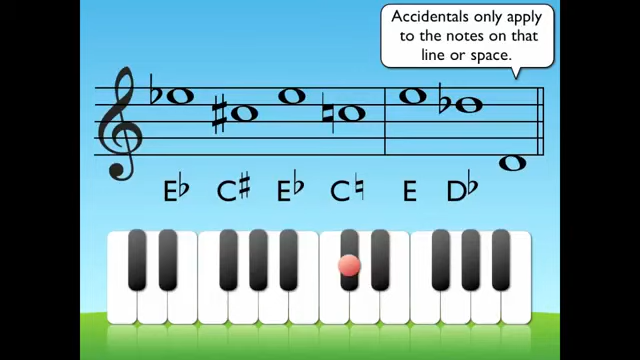 Accidentals only apply
to the notes on that
line or space.
E♭ C♯ E♭ C♮ E D♭